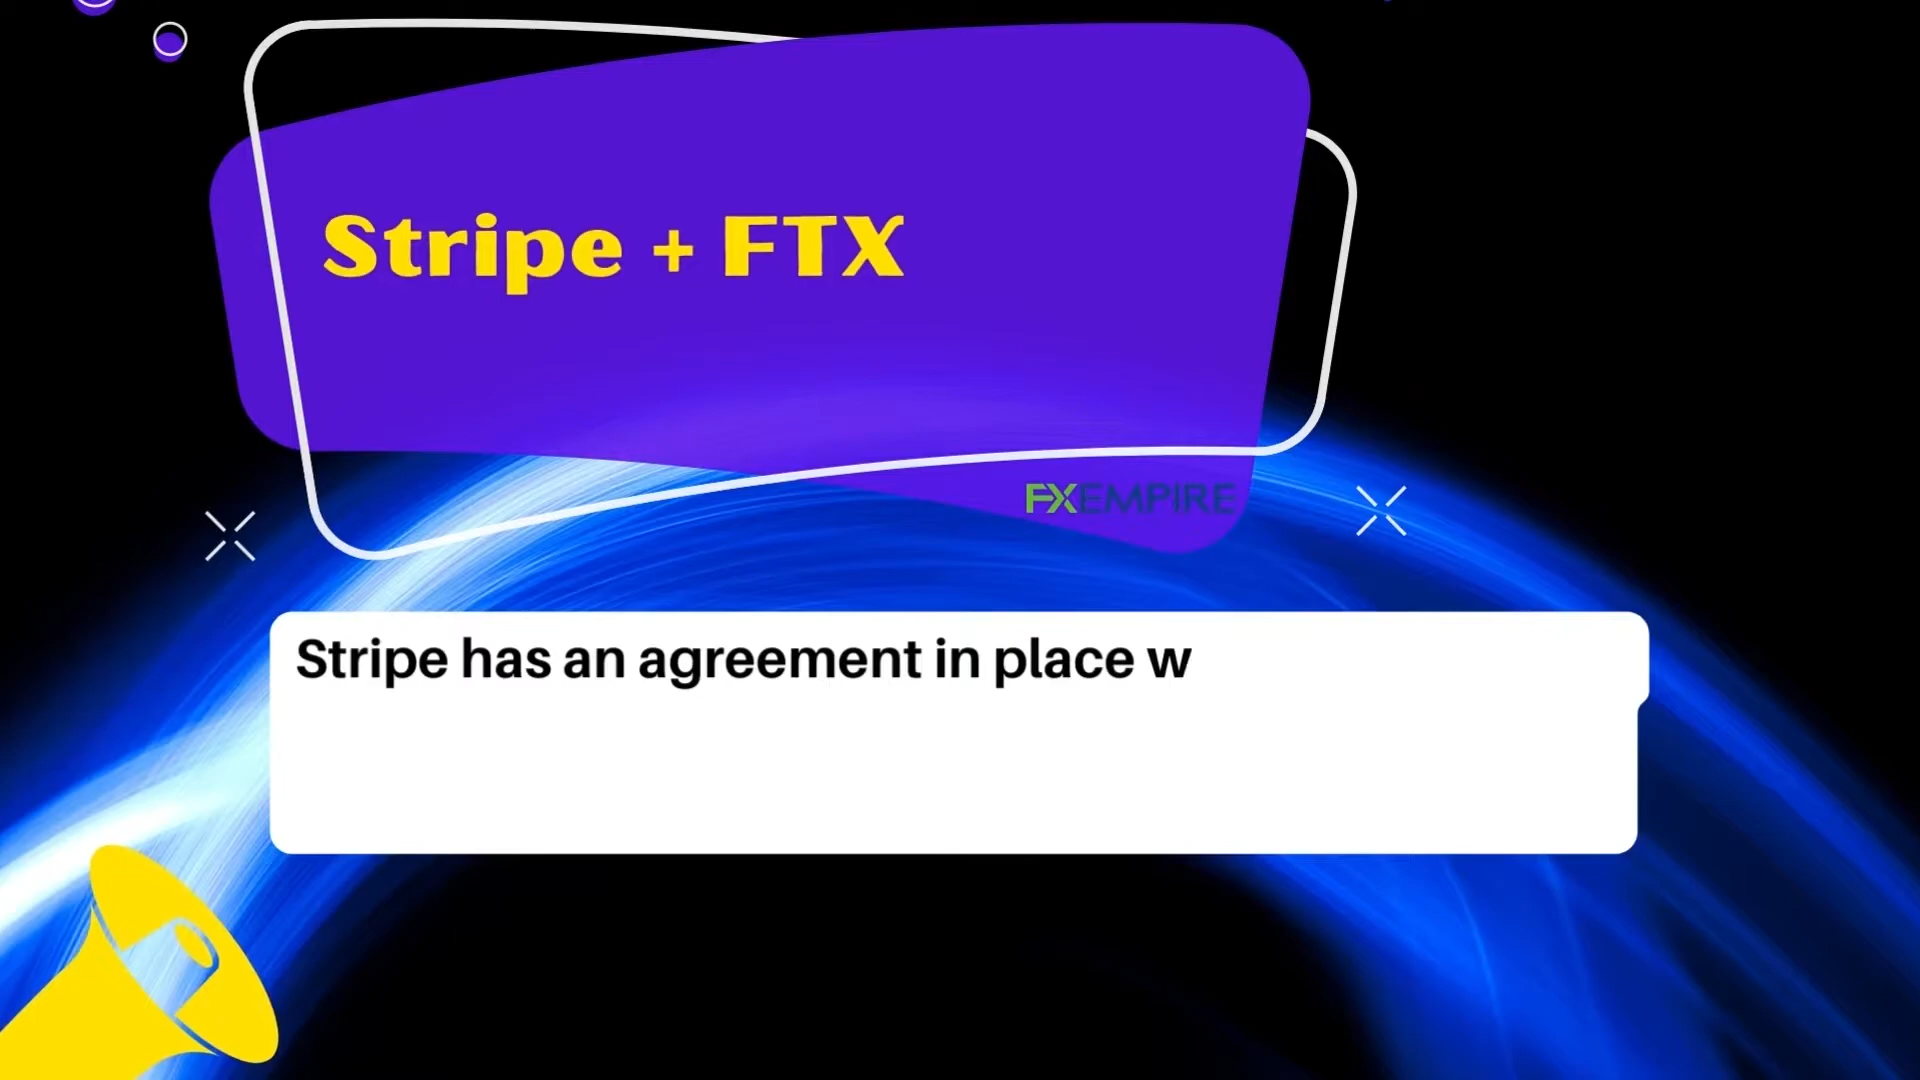 Stripe + FTX
FXEMPIRE
Stripe has an agreement in place w